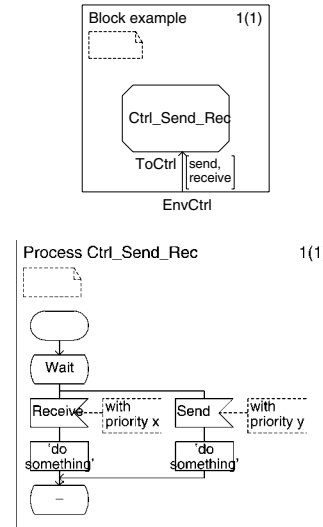 Block example 1(1)
Ctrl_Send_Rec
ToCtrl
send,
receive
EnvCtrl
Process Ctrl_Send_Rec 1(1
Wait
Receive
with
priority x
Send
with
priority y
'do
something'
'do
something'
–